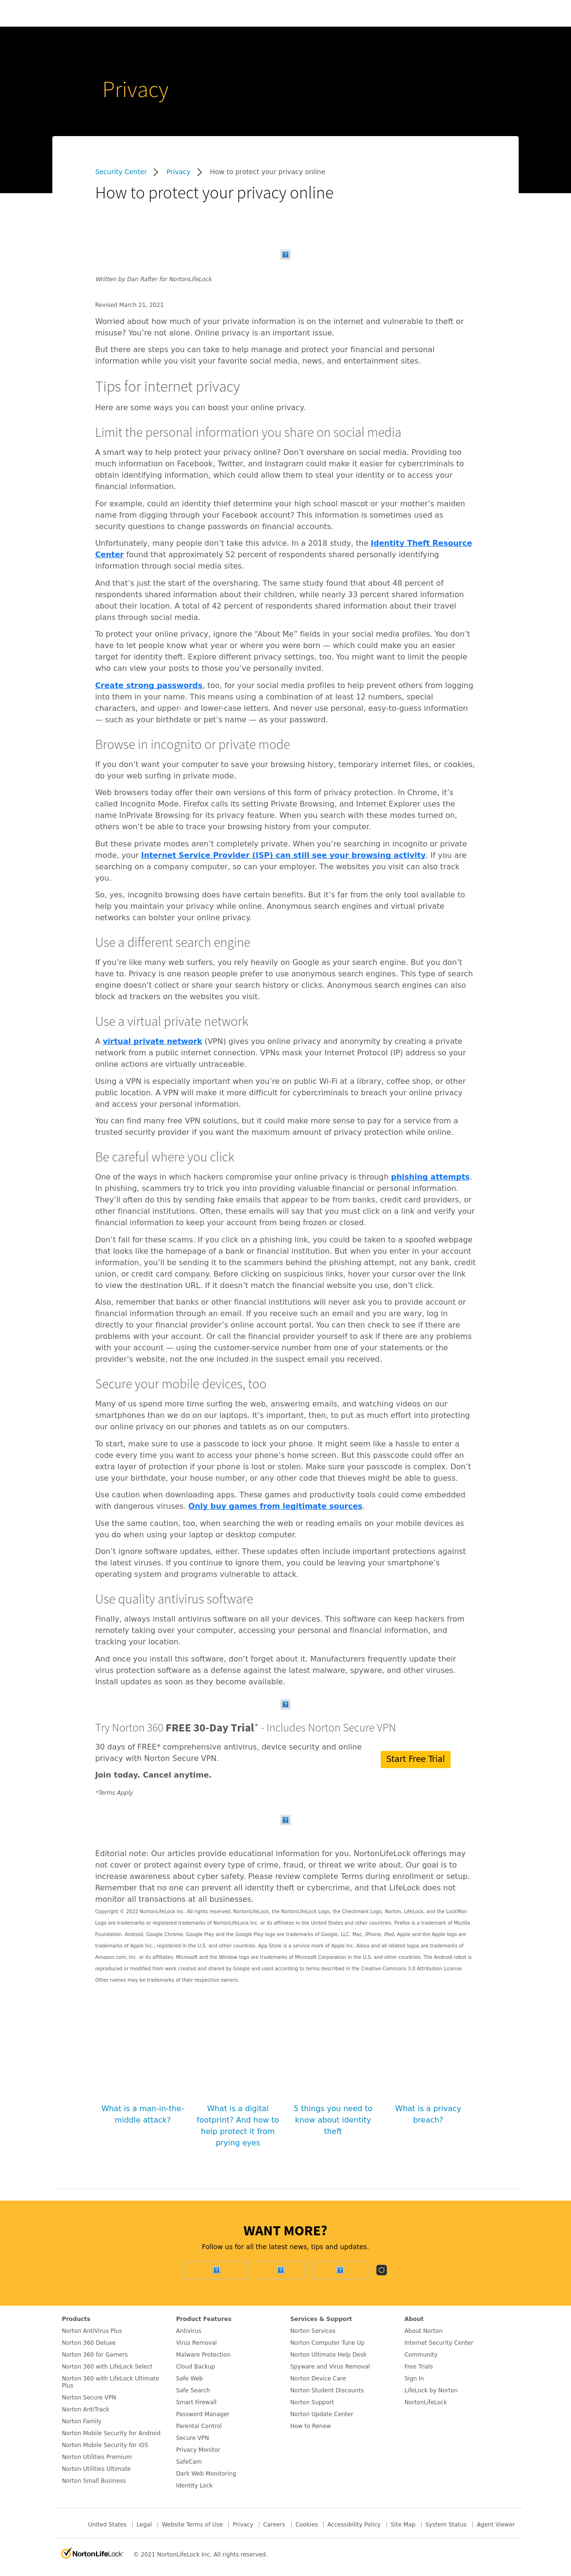 Privacy
Security Center
Privacy
How to protect your privacy online
How to protect your privacy online
Written by Dan Rafter for NortonLifeLock
Revised March 21, 2021
Worried about how much of your private information is on the internet and vulnerable to theft or
misuse? You're not alone. Online privacy is an important issue.
But there are steps you can take to help manage and protect your financial and personal
information while you visit your favorite social media, news, and entertainment sites.
Tips for internet privacy
Here are some ways you can boost your online privacy.
Limit the personal information you share on social media
A smart way to help protect your privacy online? Don't overshare on social media. Providing too
much information on Facebook, Twitter, and Instagram could make it easier for cybercriminals to
obtain identifying information, which could allow them to steal your identity or to access your
financial information.
For example, could an identity thief determine your high school mascot or your mother's maiden
name from digging through your Facebook account? This information is sometimes used as
security questions to change passwords on financial accounts.
Unfortunately, many people don't take this advice. In a 2018 study, the Identity Theft Resource
Center found that approximately 52 percent of respondents shared personally identifying
information through social media sites.
And that's just the start of the oversharing. The same study found that about 48 percent of
respondents shared information about their children, while nearly 33 percent shared information
about their location. A total of 42 percent of respondents shared information about their travel
plans through social media.
To protect your online privacy, ignore the "About Me" fields in your social media profiles. You don't
have to let people know what year or where you were born — which could make you an easier
target for identity theft. Explore different privacy settings, too. You might want to limit the people
who can view your posts to those you've personally invited.
Create strong passwords, too, for your social media profiles to help prevent others from logging
into them in your name. This means using a combination of at least 12 numbers, special
characters, and upper- and lower-case letters. And never use personal, easy-to-guess information
— such as your birthdate or pet's name — as your password.
Browse in incognito or private mode
If you don't want your computer to save your browsing history, temporary internet files, or cookies,
do your web surfing in private mode.
Web browsers today offer their own versions of this form of privacy protection. In Chrome, it's
called Incognito Mode. Firefox calls its setting Private Browsing, and Internet Explorer uses the
name InPrivate Browsing for its privacy feature. When you search with these modes turned on,
others won't be able to trace your browsing history from your computer.
But these private modes aren't completely private. When you're searching in incognito or private
mode, your Internet Service Provider (ISP) can still see your browsing activity. If you are
searching on a company computer, so can your employer. The websites you visit can also track
you.
So, yes, incognito browsing does have certain benefits. But it's far from the only tool available to
help you maintain your privacy while online. Anonymous search engines and virtual private
networks can bolster your online privacy.
Use a different search engine
If you're like many web surfers, you rely heavily on Google as your search engine. But you don't
have to. Privacy is one reason people prefer to use anonymous search engines. This type of search
engine doesn't collect or share your search history or clicks. Anonymous search engines can also
block ad trackers on the websites you visit.
Use a virtual private network
A virtual private network (VPN) gives you online privacy and anonymity by creating a private
network from a public internet connection. VPNs mask your Internet Protocol (IP) address so your
online actions are virtually untraceable.
Using a VPN is especially important when you're on public Wi-Fi at a library, coffee shop, or other
public location. A VPN will make it more difficult for cybercriminals to breach your online privacy
and access your personal information.
You can find many free VPN solutions, but it could make more sense to pay for a service from a
trusted security provider if you want the maximum amount of privacy protection while online.
Be careful where you click
One of the ways in which hackers compromise your online privacy is through phishing attempts.
In phishing, scammers try to trick you into providing valuable financial or personal information.
They'll often do this by sending fake emails that appear to be from banks, credit card providers, or
other financial institutions. Often, these emails will say that you must click on a link and verify your
financial information to keep your account from being frozen or closed.
Don't fall for these scams. If you click on a phishing link, you could be taken to a spoofed webpage
that looks like the homepage of a bank or financial institution. But when you enter in your account
information, you'll be sending it to the scammers behind the phishing attempt, not any bank, credit
union, or credit card company. Before clicking on suspicious links, hover your cursor over the link
to view the destination URL. If it doesn't match the financial website you use, don't click.
Also, remember that banks or other financial institutions will never ask you to provide account or
financial information through an email. If you receive such an email and you are wary, log in
directly to your financial provider's online account portal. You can then check to see if there are
problems with your account. Or call the financial provider yourself to ask if there are any problems
with your account — using the customer-service number from one of your statements or the
provider's website, not the one included in the suspect email you received.
Secure your mobile devices, too
Many of us spend more time surfing the web, answering emails, and watching videos on our
smartphones than we do on our laptops. It's important, then, to put as much effort into protecting
our online privacy on our phones and tablets as on our computers.
To start, make sure to use a passcode to lock your phone. It might seem like a hassle to enter a
code every time you want to access your phone's home screen. But this passcode could offer an
extra layer of protection if your phone is lost or stolen. Make sure your passcode is complex. Don't
use your birthdate, your house number, or any other code that thieves might be able to guess.
Use caution when downloading apps. These games and productivity tools could come embedded
with dangerous viruses. Only buy games from legitimate sources.
Use the same caution, too, when searching the web or reading emails on your mobile devices as
you do when using your laptop or desktop computer.
Don't ignore software updates, either. These updates often include important protections against
the latest viruses. If you continue to ignore them, you could be leaving your smartphone's
operating system and programs vulnerable to attack.
Use quality antivirus software
Finally, always install antivirus software on all your devices. This software can keep hackers from
remotely taking over your computer, accessing your personal and financial information, and
tracking your location.
And once you install this software, don't forget about it. Manufacturers frequently update their
virus protection software as a defense against the latest malware, spyware, and other viruses.
Install updates as soon as they become available.
Try Norton 360 FREE 30-Day Trial* - Includes Norton Secure VPN
30 days of FREE* comprehensive antivirus, device security and online
privacy with Norton Secure VPN.
Start Free Trial
Join today. Cancel anytime.
*Terms Apply
Editorial note: Our articles provide educational information for you. NortonLifeLock offerings may
not cover or protect against every type of crime, fraud, or threat we write about. Our goal is to
increase awareness about cyber safety. Please review complete Terms during enrollment or setup.
Remember that no one can prevent all identity theft or cybercrime, and that LifeLock does not
monitor all transactions at all businesses.
Copyright © 2022 NortonLifeLock Inc. All rights reserved. NortonLifeLock, the NortonLifeLock Logo, the Checkmark Logo, Norton, LifeLock, and the LockMan
Logo are trademarks or registered trademarks of NortonLifeLock Inc. or its affiliates in the United States and other countries. Firefox is a trademark of Mozilla
Foundation. Android, Google Chrome, Google Play and the Google Play logo are trademarks of Google, LLC. Mac, iPhone, iPad, Apple and the Apple logo are
trademarks of Apple Inc., registered in the U.S. and other countries. App Store is a service mark of Apple Inc. Alexa and all related logos are trademarks of
Amazon.com, Inc. or its affiliates. Microsoft and the Window logo are trademarks of Microsoft Corporation in the U.S. and other countries. The Android robot is
reproduced or modified from work created and shared by Google and used according to terms described in the Creative Commons 3.0 Attribution License.
Other names may be trademarks of their respective owners.
What is a man-in-the-
middle attack?
What is a digital
footprint? And how to
help protect it from
prying eyes
5 things you need to
know about identity
theft
What is a privacy
breach?
WANT MORE?
Follow us for all the latest news, tips and updates.
Products
Norton AntiVirus Plus
Norton 360 Deluxe
Norton 360 for Gamers
Norton 360 with LifeLock Select
Norton 360 with LifeLock Ultimate
Plus
Norton Secure VPN
Norton AntiTrack
Norton Family
Norton Mobile Security for Android
Norton Mobile Security for iOS
Norton Utilities Premium
Norton Utilities Ultimate
Norton Small Business
Product Features
Antivirus
Virus Removal
Malware Protection
Cloud Backup
Safe Web
Safe Search
Smart Firewall
Password Manager
Parental Control
Secure VPN
Privacy Monitor
SafeCam
Dark Web Monitoring
Identity Lock
Services & Support
Norton Services
Norton Computer Tune Up
Norton Ultimate Help Desk
Spyware and Virus Removal
Norton Device Care
Norton Student Discounts
Norton Support
Norton Update Center
How to Renew
About
About Norton
Internet Security Center
Community
Free Trials
Sign In
LifeLock by Norton
NortonLifeLock
United States | Legal | Website Terms of Use | Privacy | Careers | Cookies | Accessibility Policy | Site Map | System Status | Agent Viewer
NortonLifeLock
© 2021 NortonLifeLock Inc. All rights reserved.